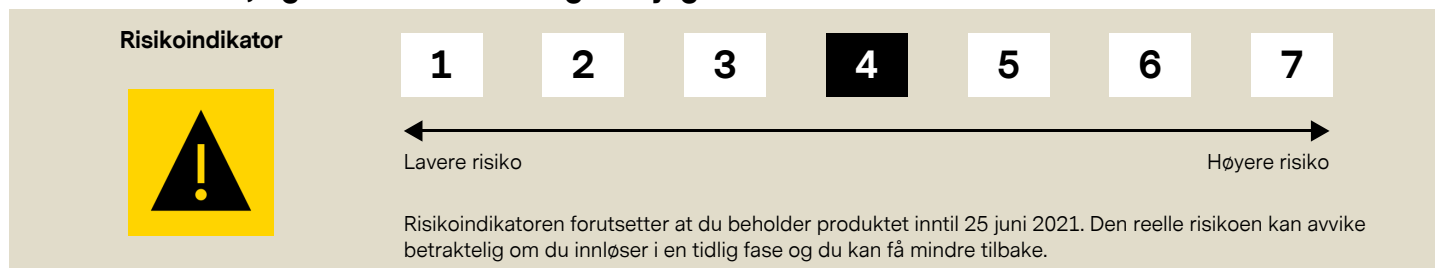 Risikoindikator
1 2 3 4 5 6 7
Lavere risiko Høyere risiko
Risikoindikatoren forutsetter at du beholder produktet inntil 25 juni 2021. Den reelle risikoen kan avvike
betraktelig om du innløser i en tidlig fase og du kan få mindre tilbake.